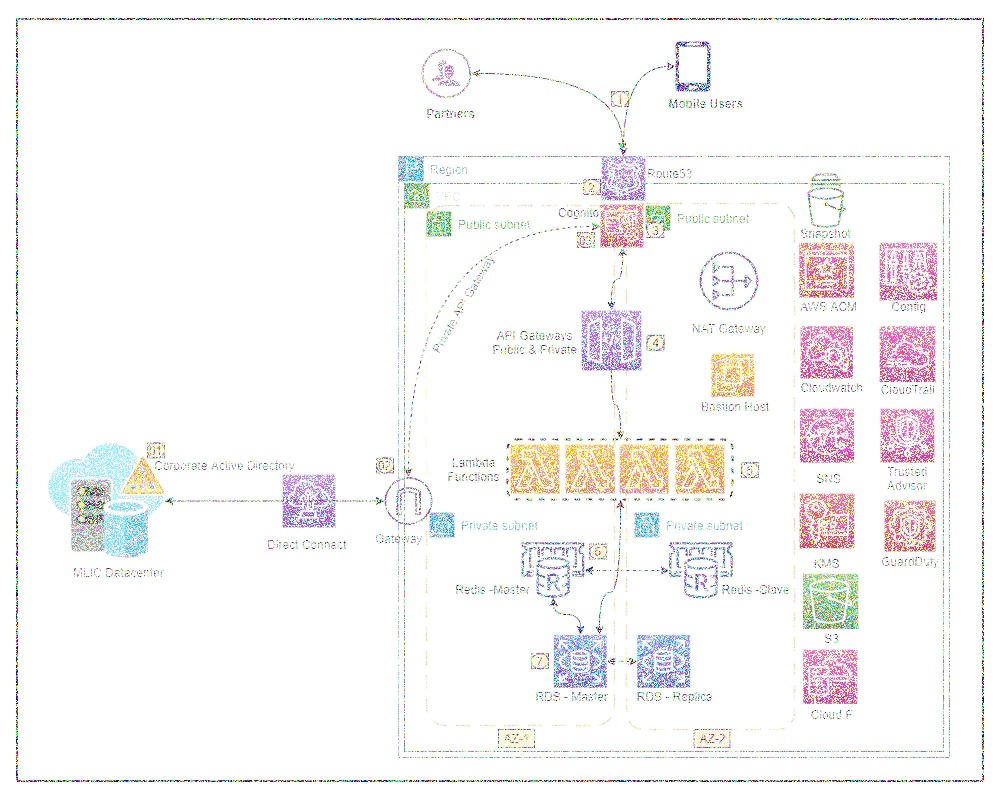 Partners
1
Mobile Users
Region
Route53
2
VPC
Cognito
Public subnet
3
Public subnet
Snapshot
Private API Gateway
AWS ACM
Config
NAT Gateway
API Gateways
Public & Private
4
Cloudwatch
CloudTrail
Bastion Host
01
Corporate Active Directory
02
Lambda
Functions
5
SNS
Trusted
Advisor
Direct Connect
Gateway
Private subnet
Private subnet
MLIC Datacenter
6
KMS
GuardDuty
Redis -Master
R
R
Redis -Slave
S3
7
RDS - Master
RDS - Replica
Cloud F
AZ-1
AZ-2